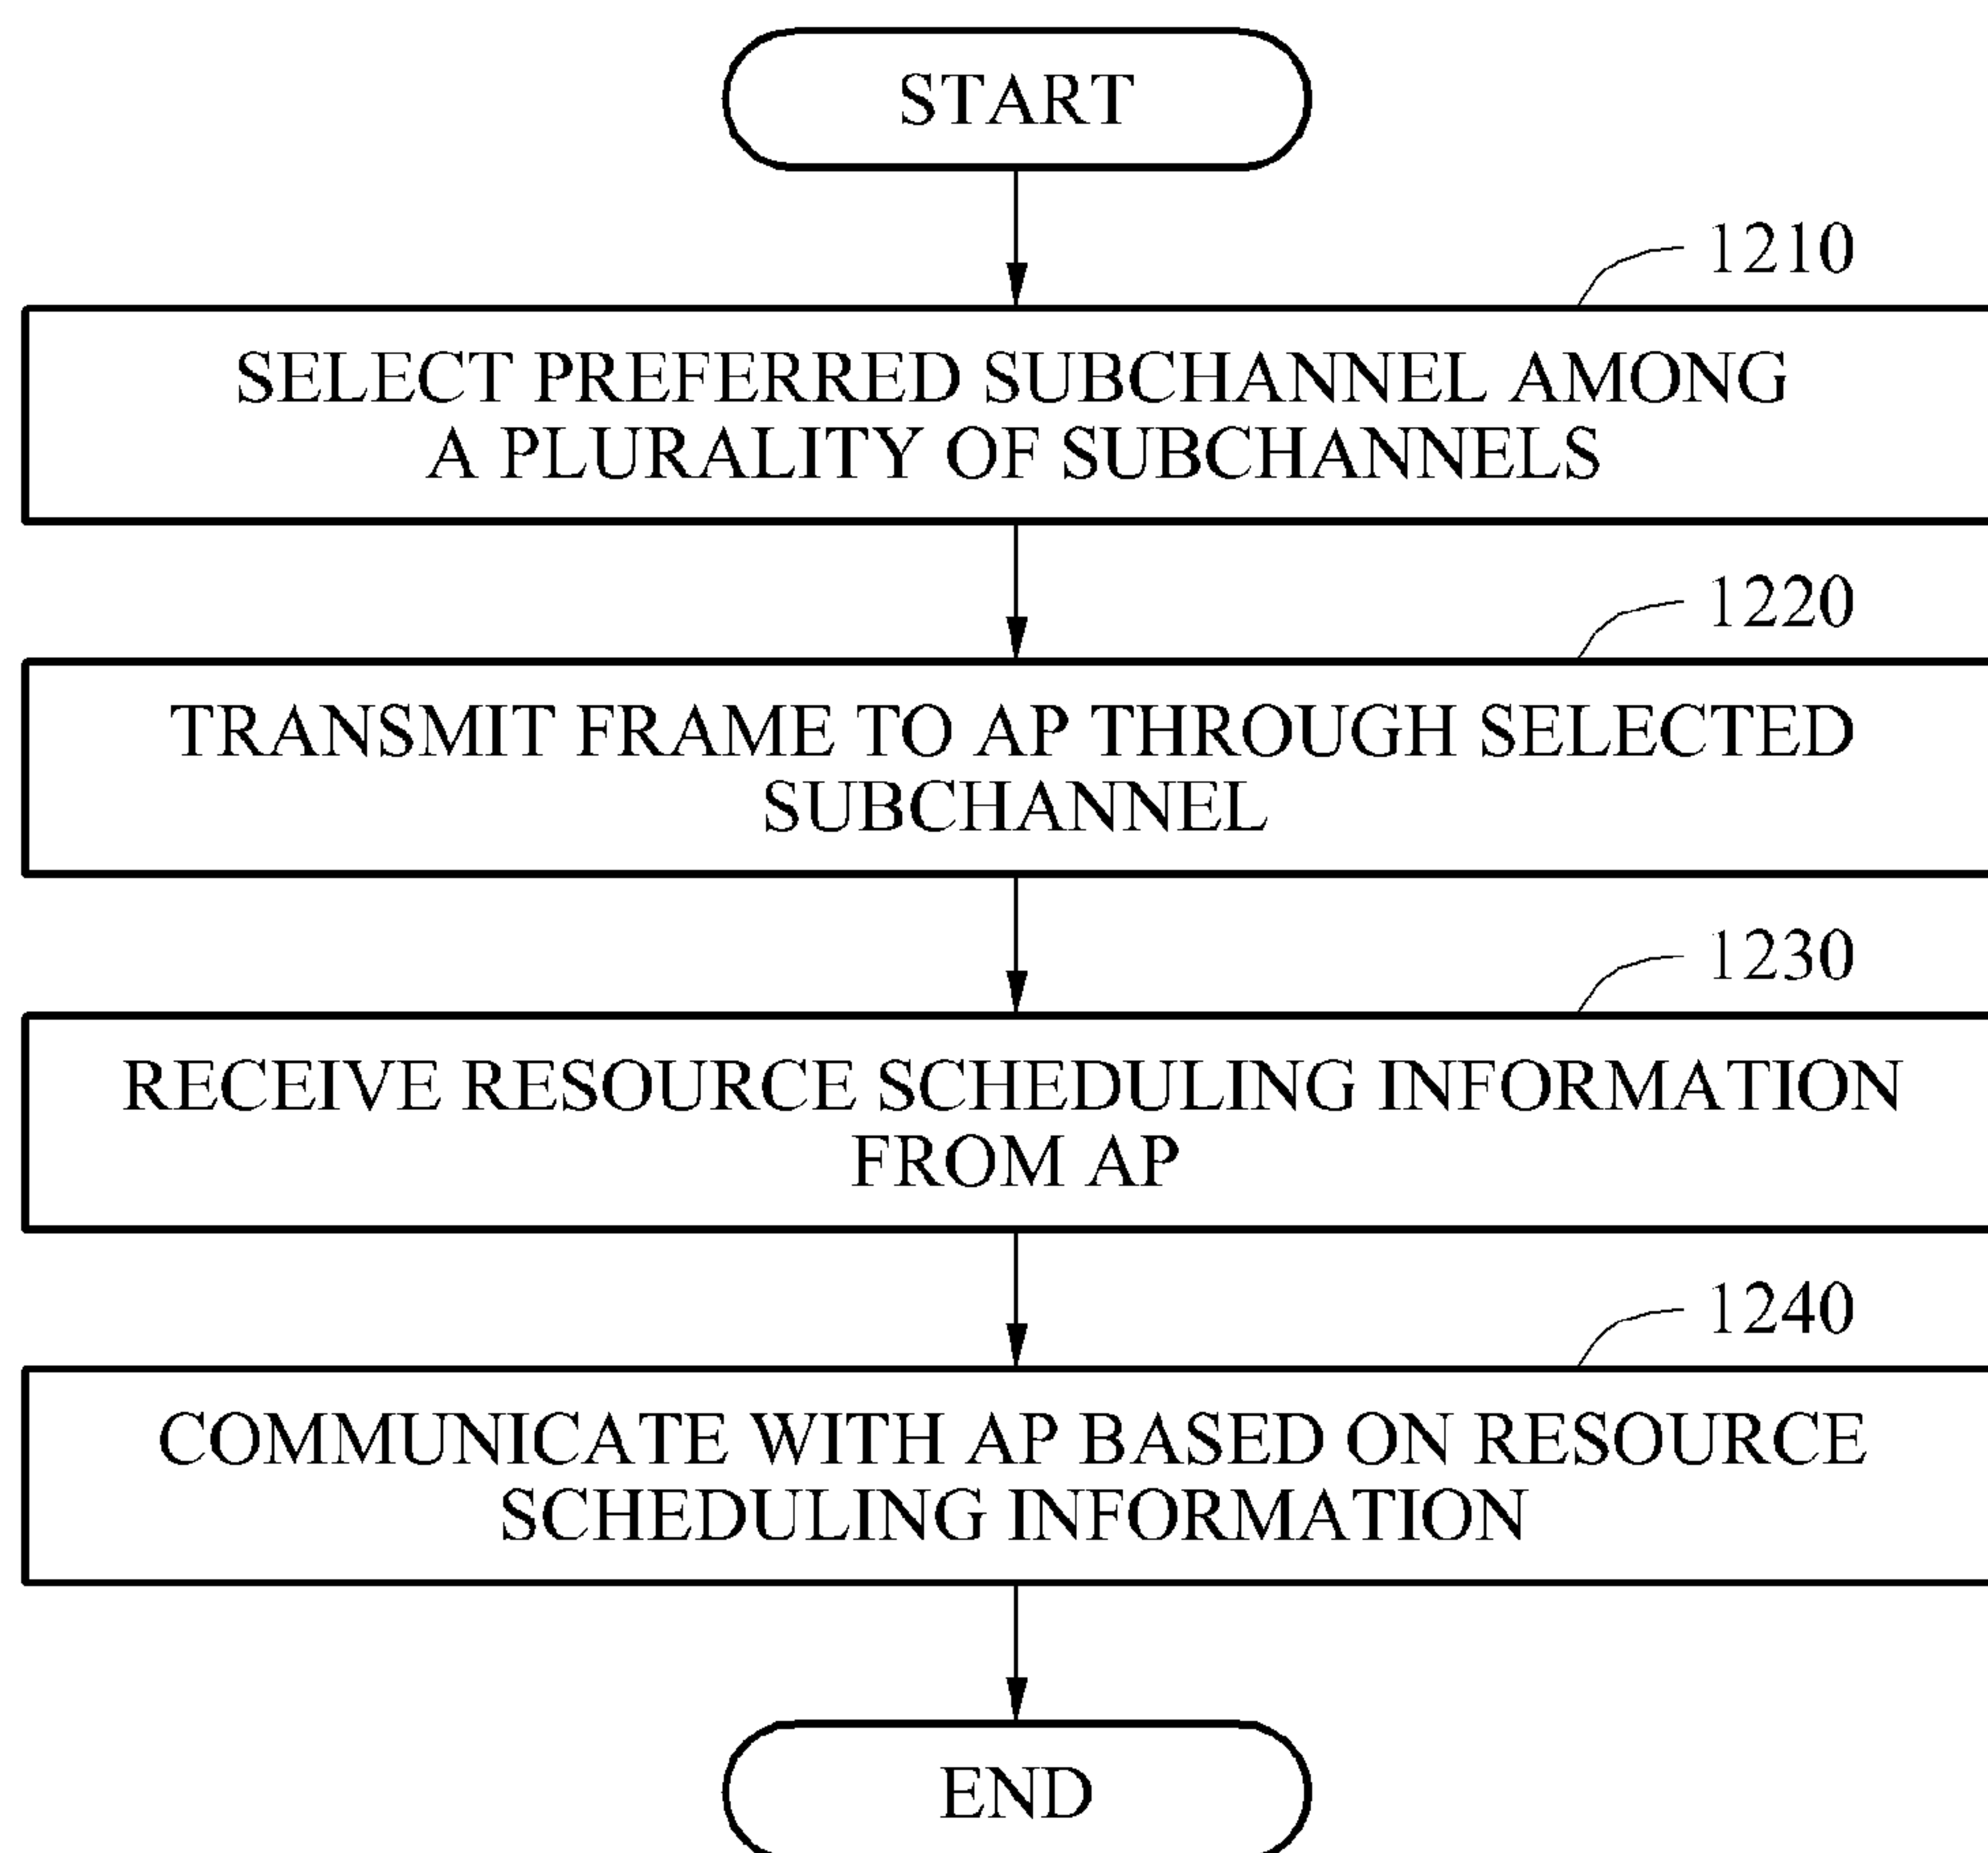 START
1210
SELECT PREFERRED SUBCHANNEL AMONG
A PLURALITY OF SUBCHANNELS
1220
TRANSMIT FRAME TO AP THROUGH SELECTED
SUBCHANNEL
1230
RECEIVE RESOURCE SCHEDULING INFORMATION
FROM AP
1240
COMMUNICATE WITH AP BASED ON RESOURCE
SCHEDULING INFORMATION
END